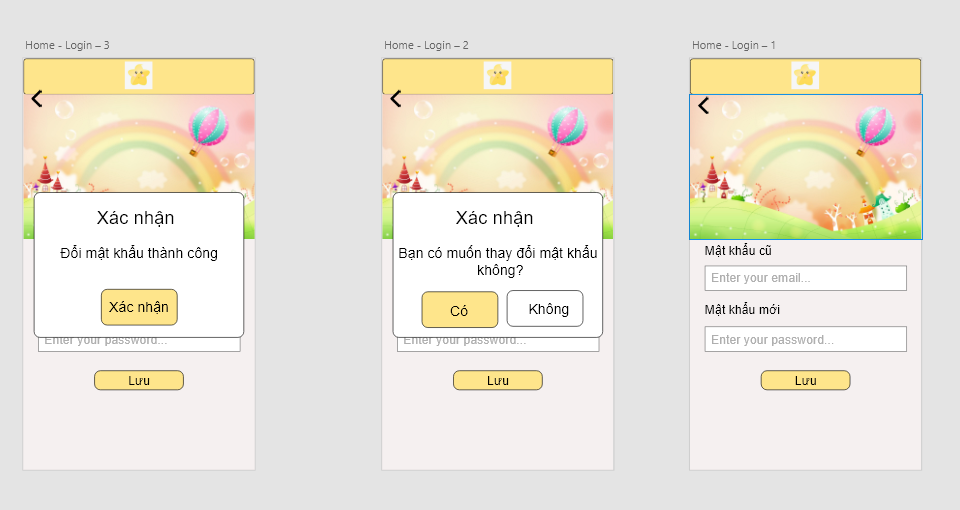 Home - Login – 3
Xác nhận
Đổi mật khẩu thành công
Xác nhận
Enter your password...
Lưu
Home - Login – 2
Xác nhận
Bạn có muốn thay đổi mật khẩu
không?
Có
Không
Enter your password...
Lưu
Home - Login – 1
Mật khẩu cũ
Enter your email...
Mật khẩu mới
Enter your password...
Lưu